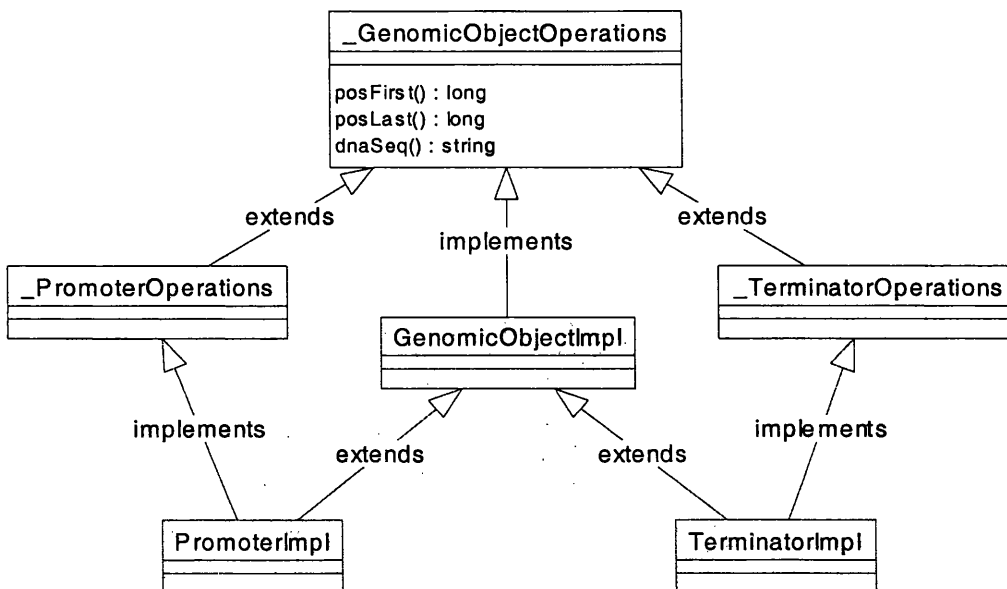 _GenomicObjectOperations
posFirst() : long
posLast() : long
dnaSeq() : string
extends
implements
extends
_PromoterOperations
GenomicObjectImpl
_TerminatorOperations
implements
extends
extends
implements
PromoterImpl
TerminatorImpl